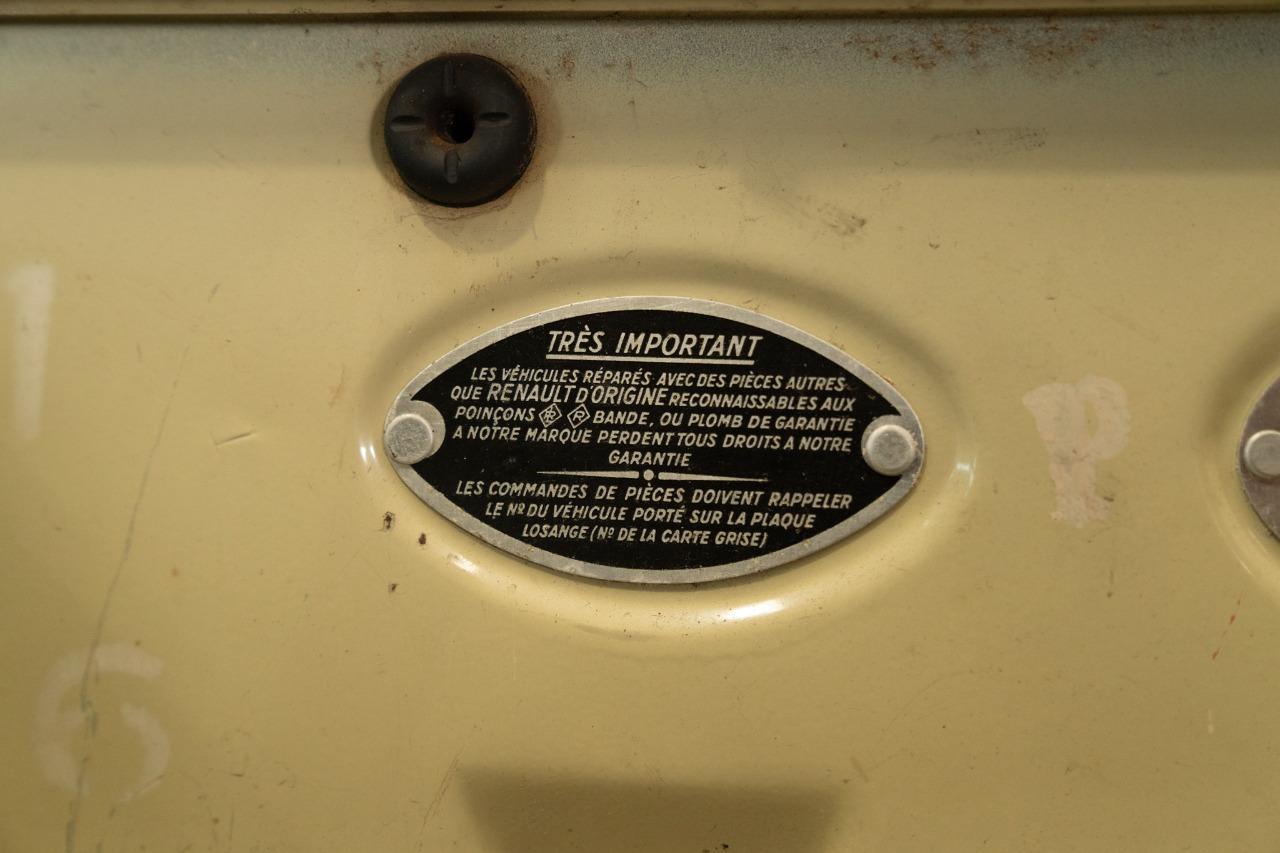 TRÈS IMPORTANT
LES VÉHICULES RÉPARÉS AVEC DES PIÈCES AUTRES
QUE RENAULT D'ORIGINE RECONNAISSABLES AUX
POINÇONS R R BANDE, OU PLOMB DE GARANTIE
A NOTRE MARQUE PERDENT TOUS DROITS A NOTRE
GARANTIE
LES COMMANDES DE PIÈCES DOIVENT RAPPELER
LE Nº DU VÉHICULE PORTÉ SUR LA PLAQUE
LOSANGE (Nº DE LA CARTE GRISE)
1
P
6